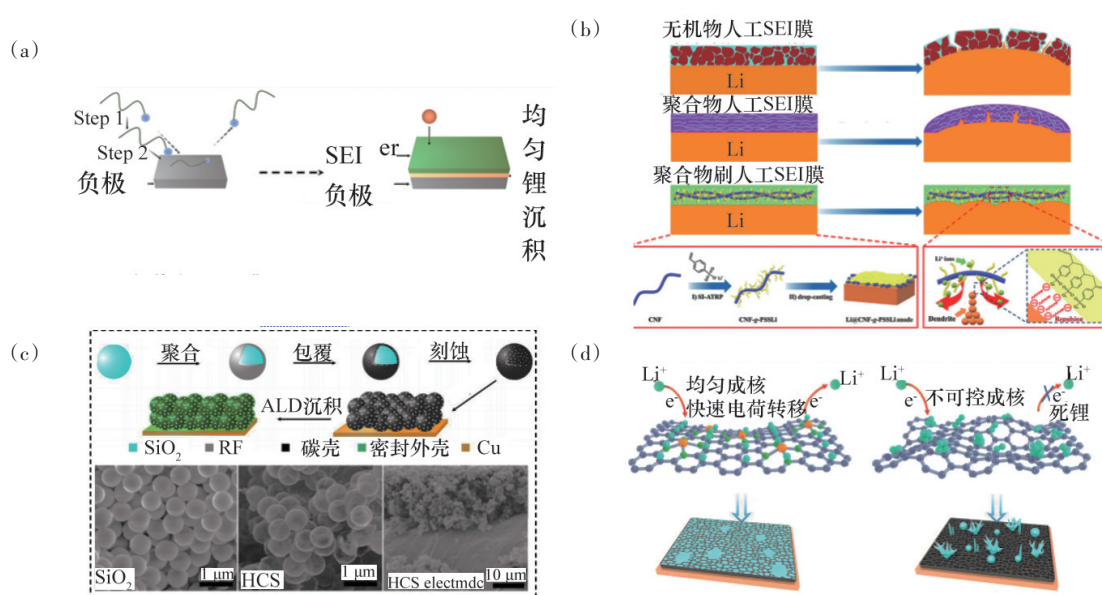 (a)
Step 1
Step 2
负极
SEI
er
负极
均匀锂沉积
(b)
无机物人工SEI膜
Li
聚合物人工SEI膜
Li
聚合物刷人工SEI膜
Li
CNF
I) SI-ATRP
CNF-g-PSSLi
II) drop-casting
Li@CNF-g-PSSLi anode
Li⁺ ions
Dendrite
Repulsion
(c)
聚合
包覆
刻蚀
ALD沉积
SiO₂
RF
碳壳
密封外壳
Cu
SiO₂
1 μm
HCS
1 μm
HCS electmdc
10 μm
(d)
Li⁺
e⁻
均匀成核
快速电荷转移
e⁻
Li⁺
Li⁺
e⁻
不可控成核
e⁻
Li⁺
死锂